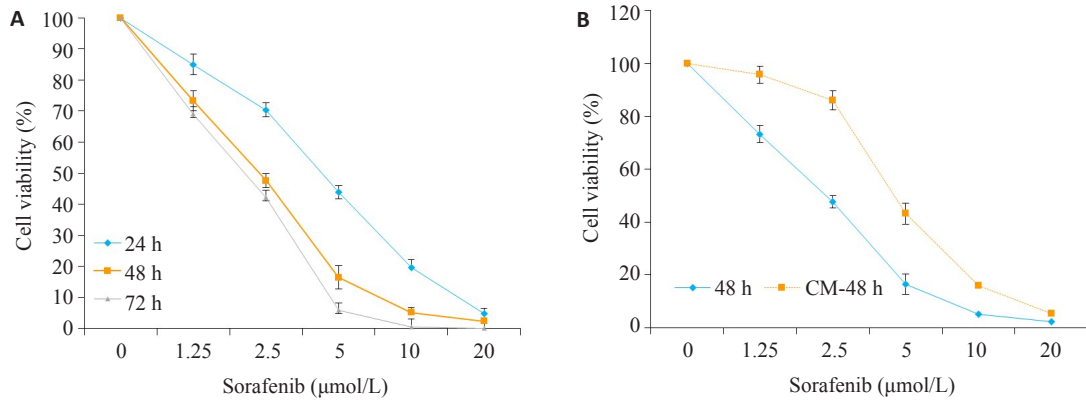 A
100
90
80
70
60
50
40
30
20
10
0
Cell viability (%)
24 h
48 h
72 h
0 1.25 2.5 5 10 20
Sorafenib (μmol/L)
B
120
100
80
60
40
20
0
Cell viability (%)
48 h CM-48 h
0 1.25 2.5 5 10 20
Sorafenib (μmol/L)